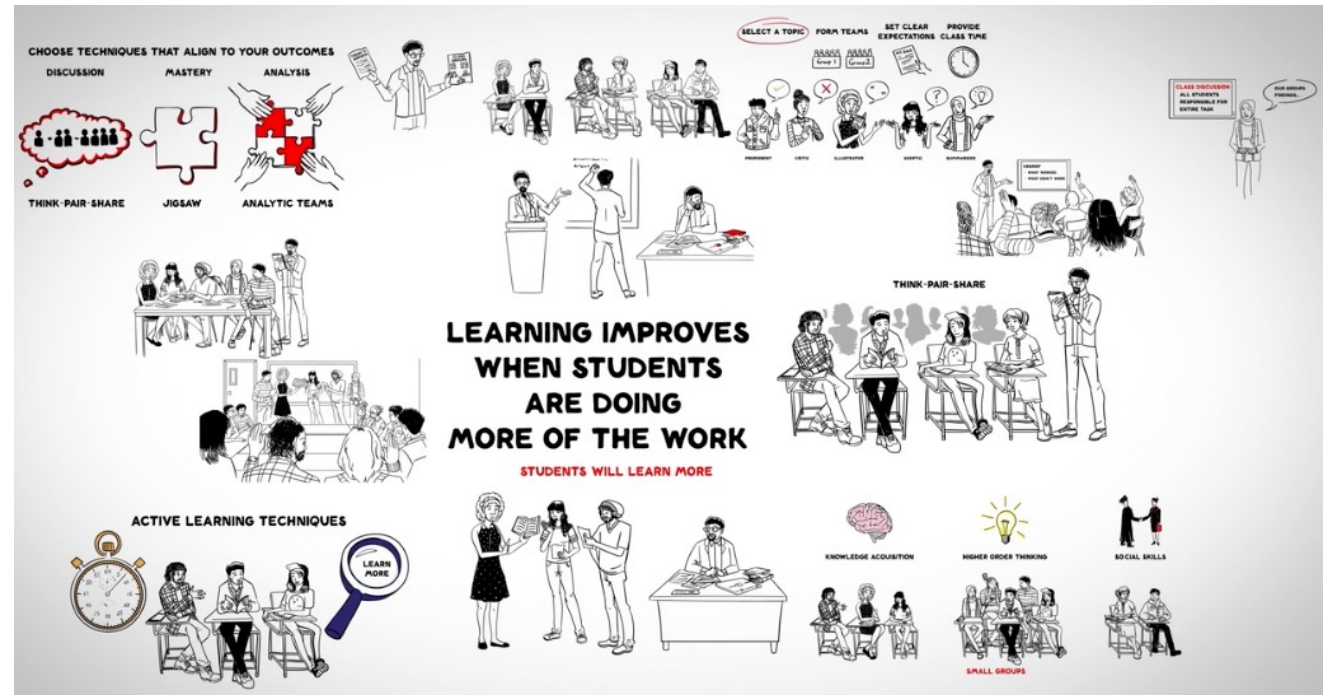 CHOOSE TECHNIQUES THAT ALIGN TO YOUR OUTCOMES
DISCUSSION
MASTERY
ANALYSIS
THINK-PAIR-SHARE
JIGSAW
ANALYTIC TEAMS
SELECT A TOPIC
FORM TEAMS
SET CLEAR
EXPECTATIONS
PROVIDE
CLASS TIME
Group 1
Group 2
PROPONENT
CRITIC
ILLUSTRATOR
SKEPTIC
SUMMARIZER
CLASS DISCUSSION
ALL STUDENTS
RESPONSIBLE FOR
ENTIRE TASK
OUR GROUPS
FINDINGS...
DEBRIEF
- WHAT WORKED
- WHAT DIDN'T WORK
THINK-PAIR-SHARE
LEARNING IMPROVES
WHEN STUDENTS
ARE DOING
MORE OF THE WORK
STUDENTS WILL LEARN MORE
ACTIVE LEARNING TECHNIQUES
LEARN
MORE
KNOWLEDGE ACQUISITION
HIGHER ORDER THINKING
SOCIAL SKILLS
SMALL GROUPS